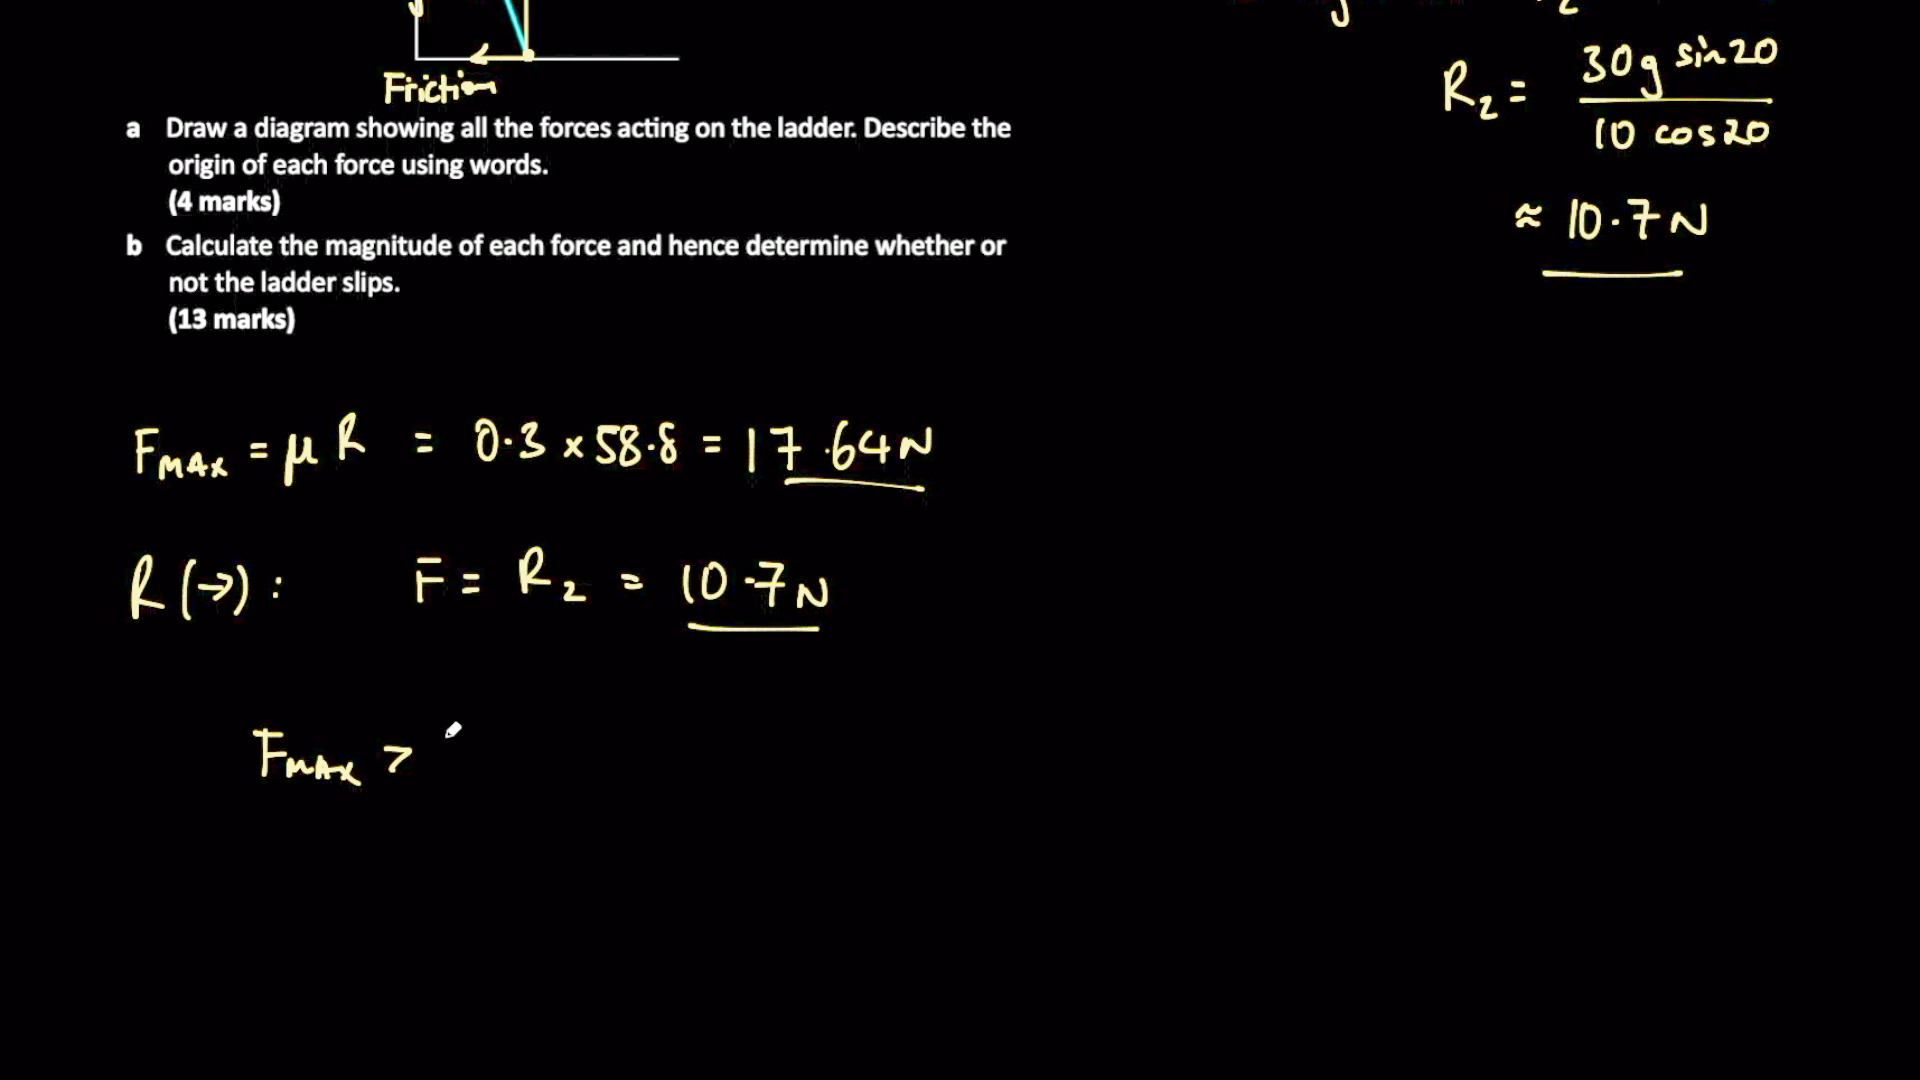 Friction
a Draw a diagram showing all the forces acting on the ladder. Describe the
origin of each force using words.
(4 marks)
b Calculate the magnitude of each force and hence determine whether or
not the ladder slips.
(13 marks)
F_MAX = μR = 0.3 × 58.8 = 17.64N
R(→): F = R₂ = 10.7N
F_MAX >
R₂ = 30g sin20 / 10 cos20
≈ 10.7N